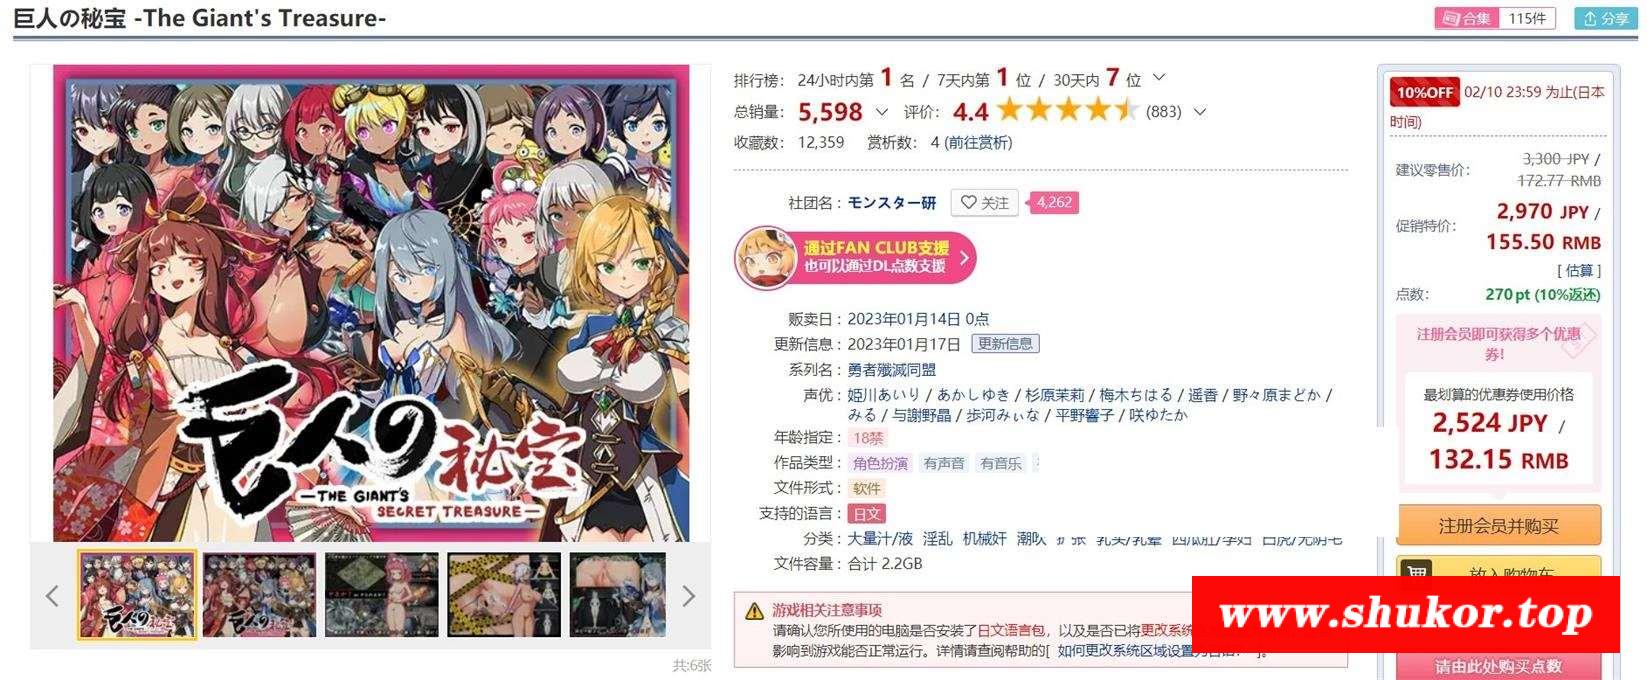 巨人の秘宝 -The Giant's Treasure-
合集 115件
分享
巨人の秘宝
—THE GIANT'S
SECRET TREASURE—
共:6张
排行榜: 24小时内第 1 名 / 7天内第 1 位 / 30天内 7 位
总销量: 5,598 评价: 4.4 (883)
收藏数: 12,359 赏析数: 4 (前往赏析)
社团名: モンスター研 关注 4,262
通过FAN CLUB支援
也可以通过DL点数支援
贩卖日: 2023年01月14日 0点
更新信息: 2023年01月17日 更新信息
系列名: 勇者殲滅同盟
声优: 姫川あいり / あかしゆき / 杉原茉莉 / 梅木ちはる / 遥香 / 野々原まどか /
みる / 与謝野晶 / 歩河みぃな / 平野響子 / 咲ゆたか
年龄指定: 18禁
作品类型: 角色扮演 有声音 有音乐
文件形式: 软件
支持的语言: 日文
分类: 大量汁/液 淫乱 机械奸 潮吹 扩张 乳头/乳晕 西瓜肚/孕妇 白虎/无阴毛
文件容量: 合计 2.2GB
游戏相关注意事项
请确认您所使用的电脑是否安装了日文语言包，以及是否已将更改系统
影响到游戏能否正常运行。详情请查阅帮助的[ 如何更改系统区域设置
10%OFF 02/10 23:59 为止(日本
时间)
建议零售价: 3,300 JPY /
172.77 RMB
促销特价: 2,970 JPY /
155.50 RMB
[ 估算 ]
点数: 270 pt (10%返还)
注册会员即可获得多个优惠
券!
最划算的优惠券使用价格
2,524 JPY /
132.15 RMB
注册会员并购买
放入购物车
www.shukor.top
请由此处购买点数